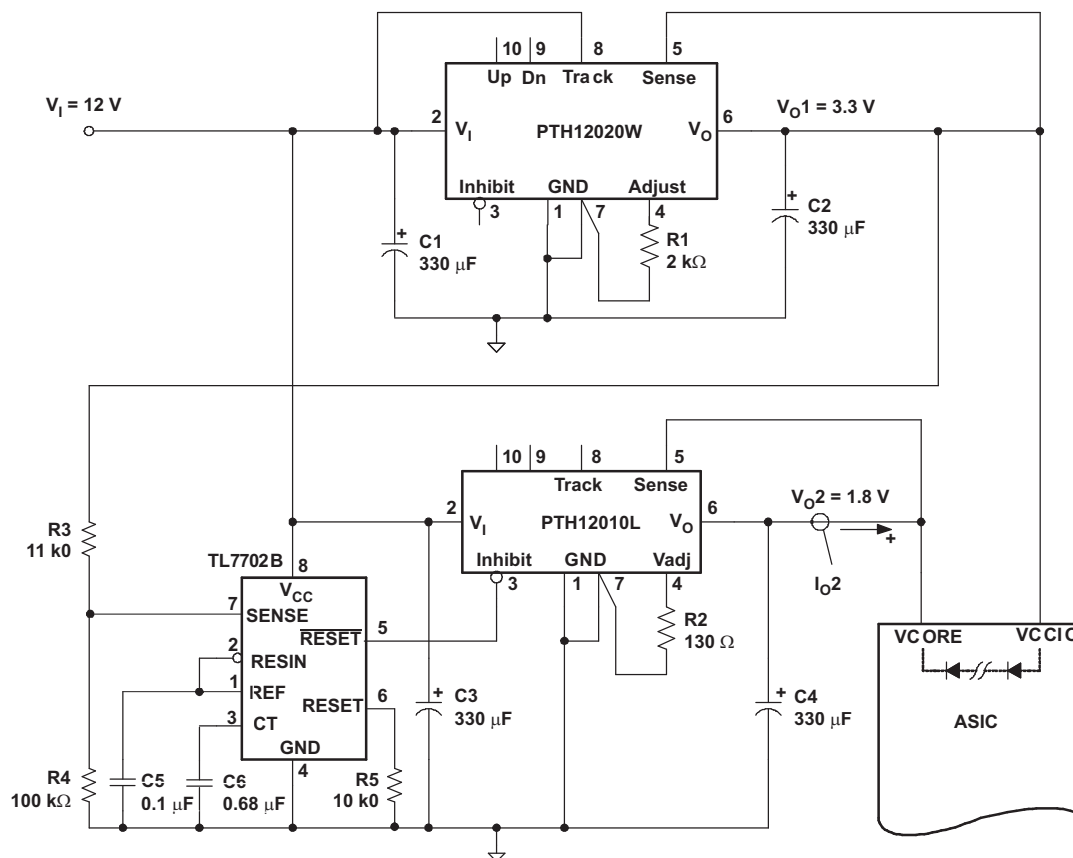 10 9 8 5
Up Dn Track Sense
V_I = 12 V
2 V_I PTH12020W V_O 6
V_O1 = 3.3 V
Inhibit GND Adjust
3 1 7 4
+ C1
330 µF
R1
2 kΩ
+ C2
330 µF
10 9 8 5
Track Sense
2 V_I PTH12010L V_O 6
V_O2 = 1.8 V
+
I_O2
Inhibit GND Vadj
3 1 7 4
R2
130 Ω
R3
11 k0
TL7702B
8
V_CC
7 SENSE
RESET 5
2 RESIN
1 REF
RESET 6
3 CT
GND
4
+ C3
330 µF
+ C4
330 µF
R4
100 kΩ
C5
0.1 µF
C6
0.68 µF
R5
10 k0
VCORE VCCIO
ASIC